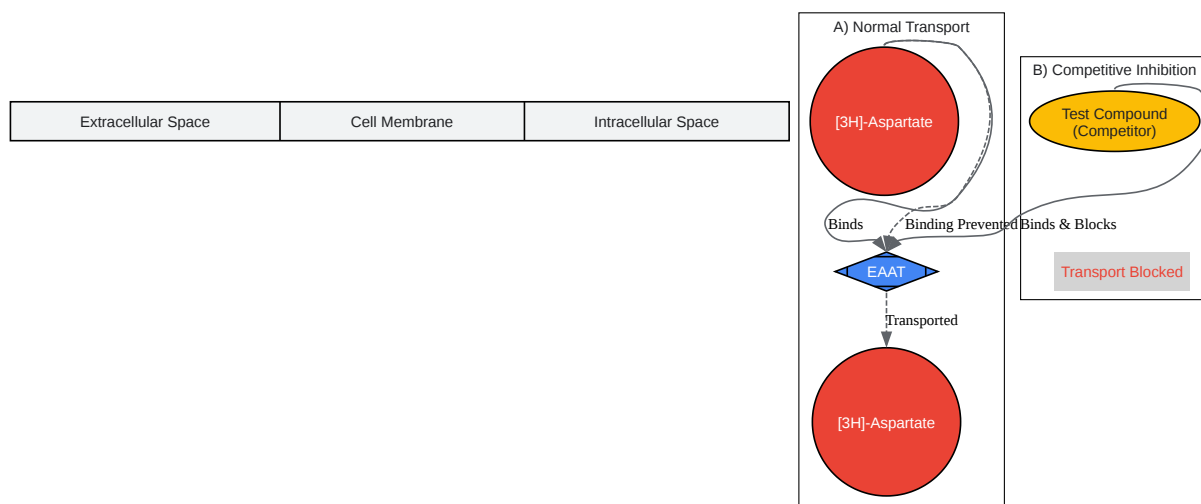 A) Normal Transport
B) Competitive Inhibition
Extracellular Space
Cell Membrane
Intracellular Space
[3H]-Aspartate
Test Compound
(Competitor)
Binds
Binding Prevented
Binds & Blocks
EAAT
Transport Blocked
Transported
[3H]-Aspartate